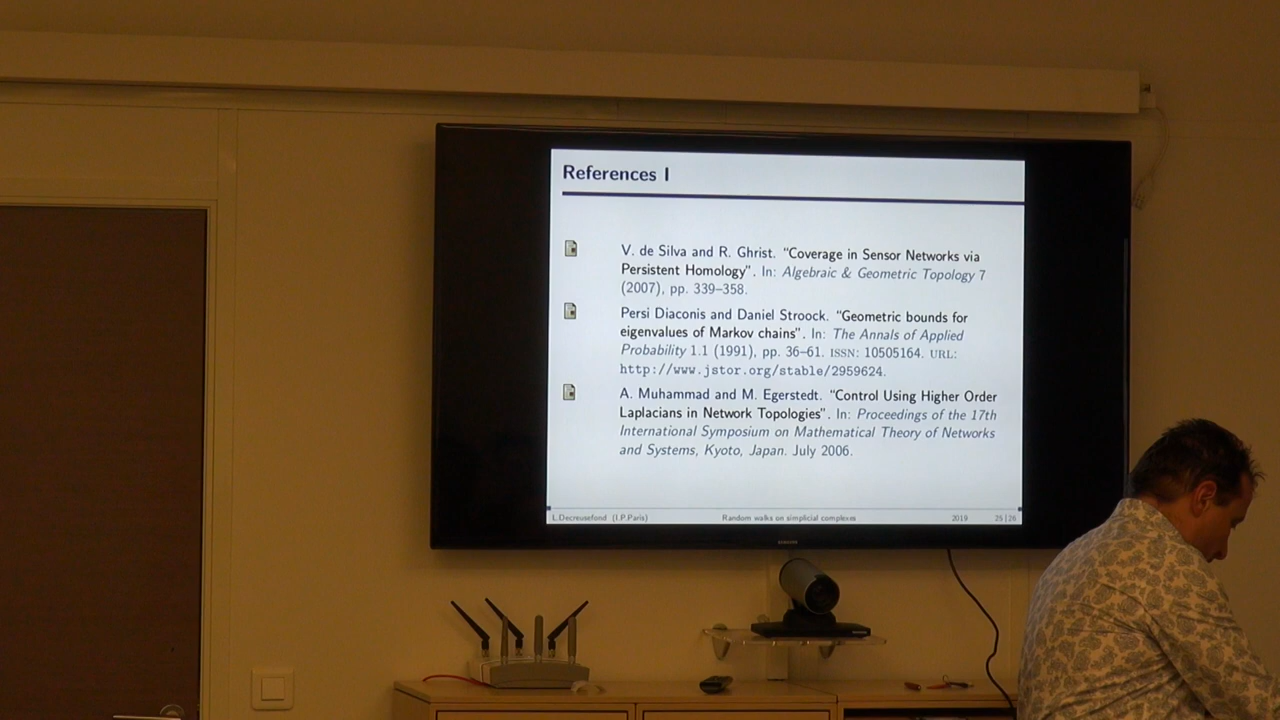 References I
V. de Silva and R. Ghrist. "Coverage in Sensor Networks via
Persistent Homology". In: Algebraic & Geometric Topology 7
(2007), pp. 339–358.
Persi Diaconis and Daniel Stroock. "Geometric bounds for
eigenvalues of Markov chains". In: The Annals of Applied
Probability 1.1 (1991), pp. 36–61. ISSN: 10505164. URL:
http://www.jstor.org/stable/2959624.
A. Muhammad and M. Egerstedt. "Control Using Higher Order
Laplacians in Network Topologies". In: Proceedings of the 17th
International Symposium on Mathematical Theory of Networks
and Systems, Kyoto, Japan. July 2006.
L.Decreusefond (I.P.Paris) Random walks on simplicial complexes 2019 25 | 26
SAMSUNG